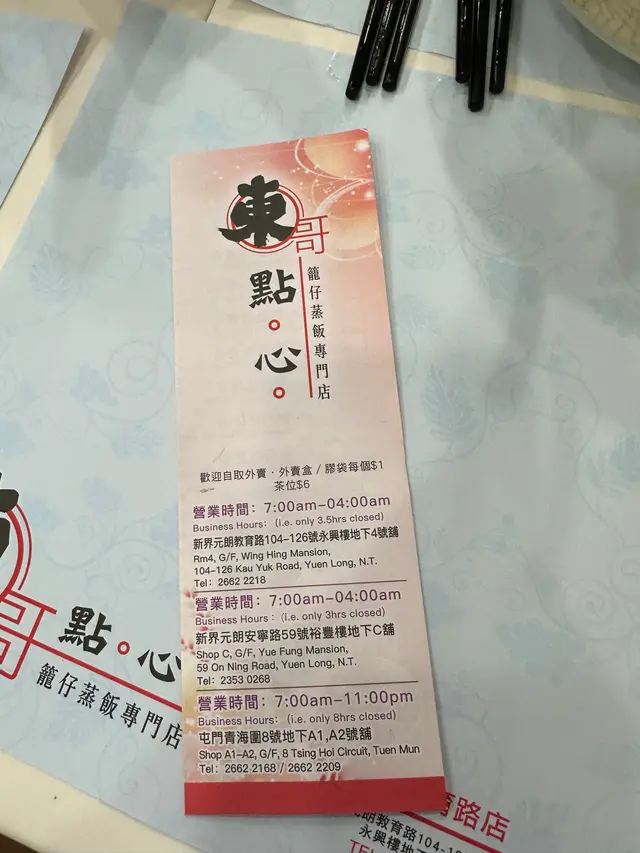 東哥
點。心。
籠仔蒸飯專門店
歡迎自取外賣．外賣盒 / 膠袋每個$1
茶位$6
營業時間：7:00am-04:00am
Business Hours:（i.e. only 3.5hrs closed）
新界元朗教育路104-126號永興樓地下4號舖
Rm4, G/F, Wing Hing Mansion,
104-126 Kau Yuk Road, Yuen Long, N.T.
Tel: 2662 2218
營業時間：7:00am-04:00am
Business Hours:（i.e. only 3hrs closed）
新界元朗安寧路59號裕豐樓地下C舖
Shop C, G/F, Yue Fung Mansion,
59 On Ning Road, Yuen Long, N.T.
Tel: 2353 0268
營業時間：7:00am-11:00pm
Business Hours:（i.e. only 8hrs closed）
屯門青海圍8號地下A1,A2號舖
Shop A1-A2, G/F, 8 Tsing Hoi Circuit, Tuen Mun
Tel: 2662 2168 / 2662 2209
哥
點。心
籠仔蒸飯專門店
育路店
朗教育路104-1
永興樓地
TEL